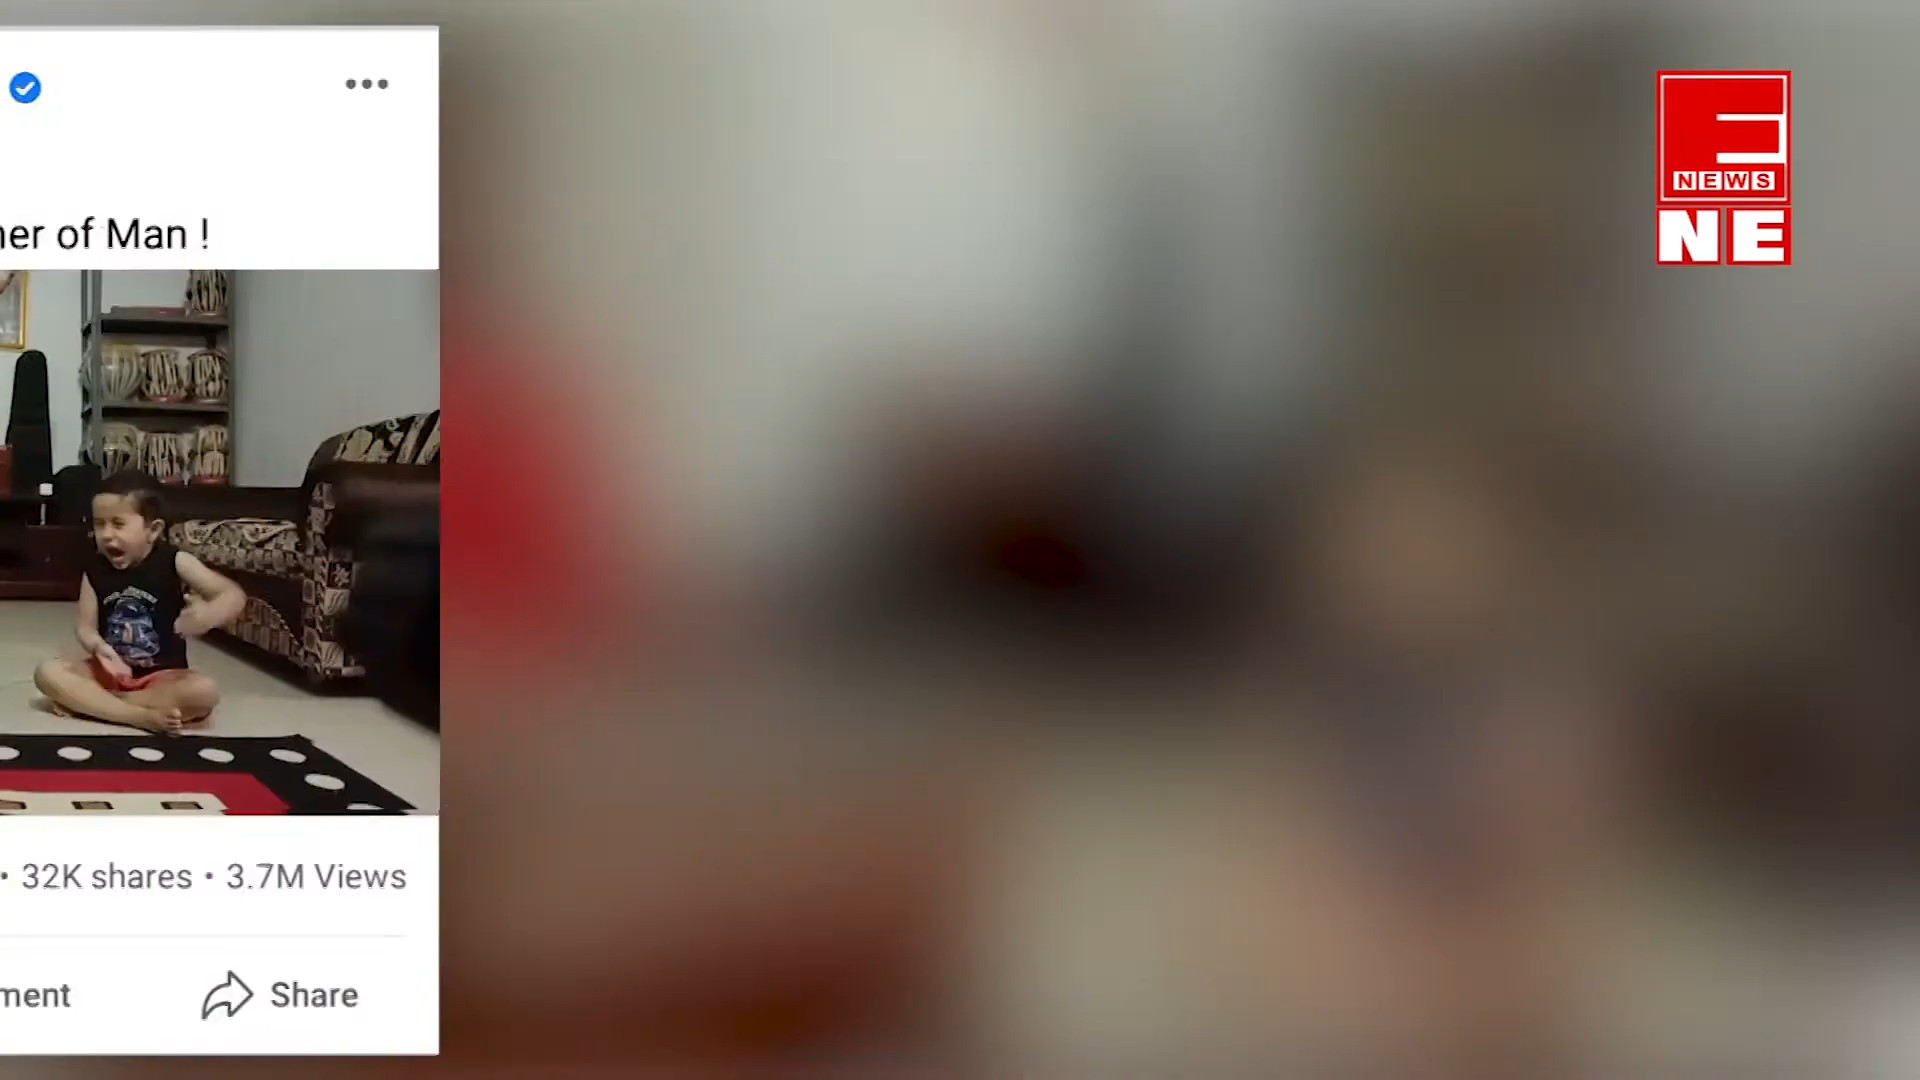 her of Man !
• 32K shares • 3.7M Views
ment
Share
E
NEWS
NE